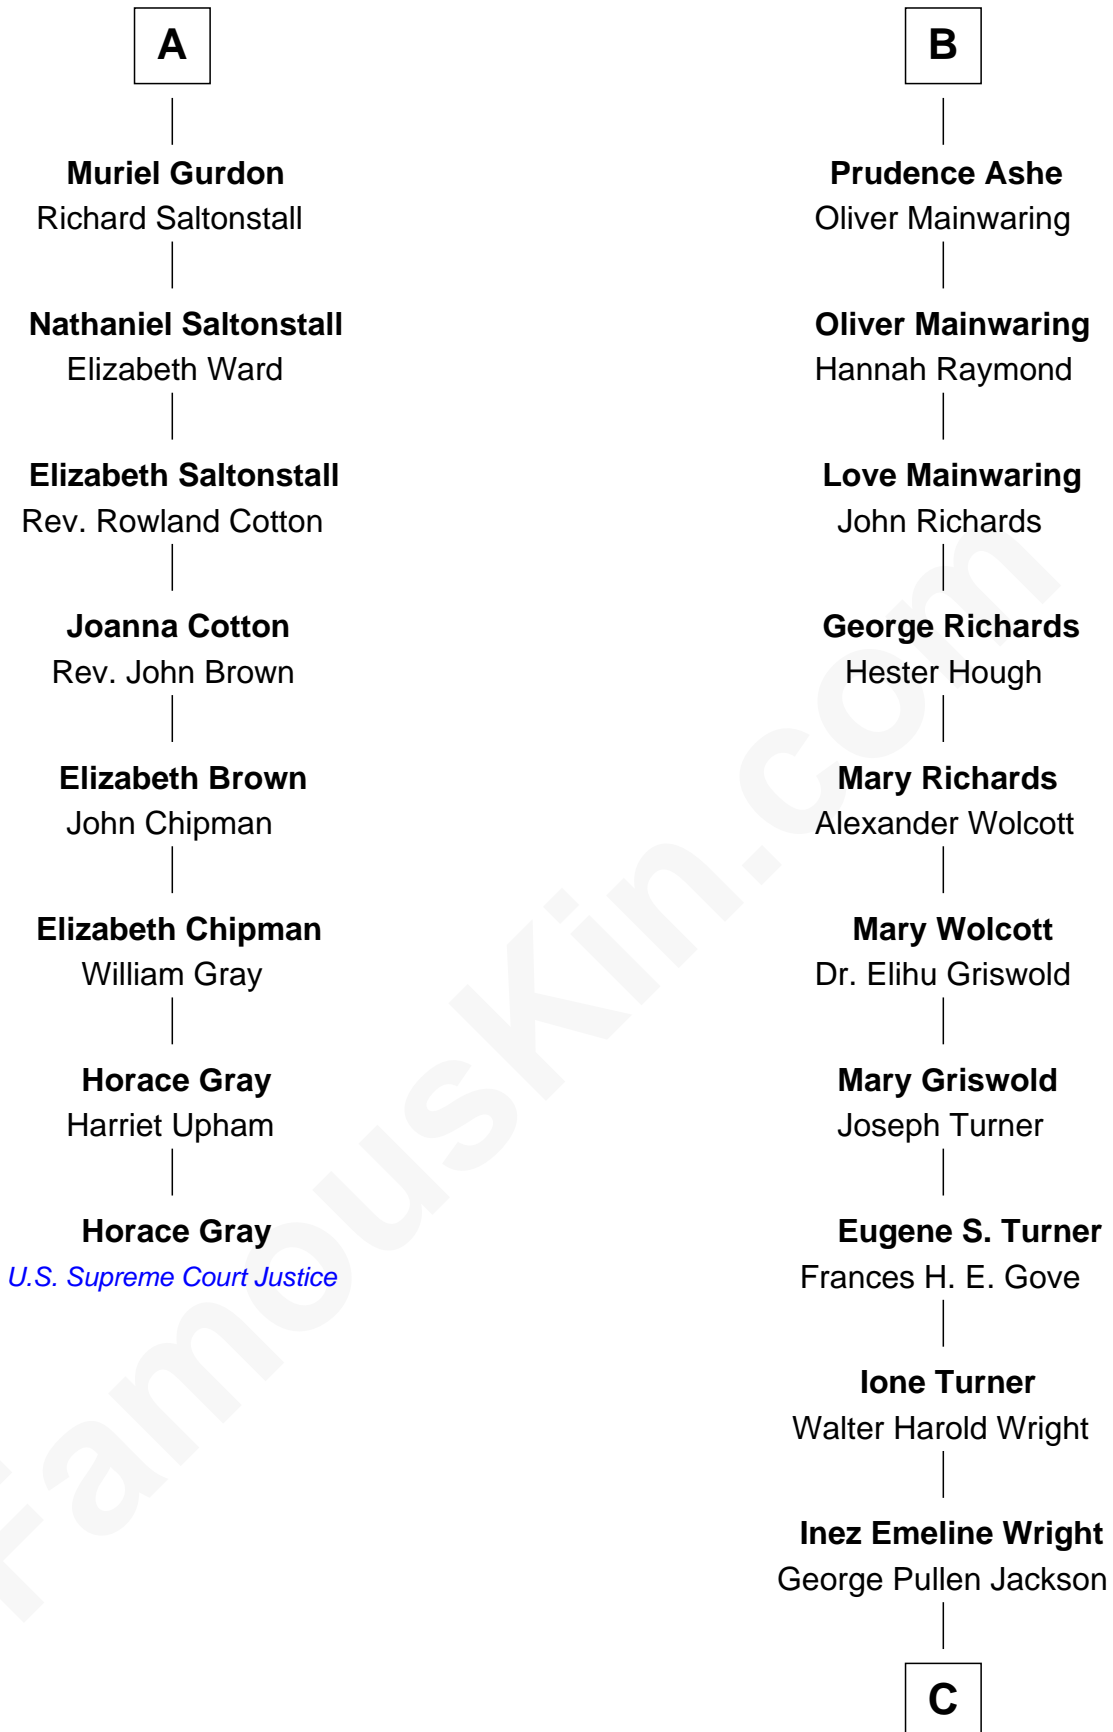 A
Muriel Gurdon
Richard Saltonstall
Nathaniel Saltonstall
Elizabeth Ward
Elizabeth Saltonstall
Rev. Rowland Cotton
Joanna Cotton
Rev. John Brown
Elizabeth Brown
John Chipman
Elizabeth Chipman
William Gray
Horace Gray
Harriet Upham
Horace Gray
U.S. Supreme Court Justice
B
Prudence Ashe
Oliver Mainwaring
Oliver Mainwaring
Hannah Raymond
Love Mainwaring
John Richards
George Richards
Hester Hough
Mary Richards
Alexander Wolcott
Mary Wolcott
Dr. Elihu Griswold
Mary Griswold
Joseph Turner
Eugene S. Turner
Frances H. E. Gove
Ione Turner
Walter Harold Wright
Inez Emeline Wright
George Pullen Jackson
C
FamousKin.com